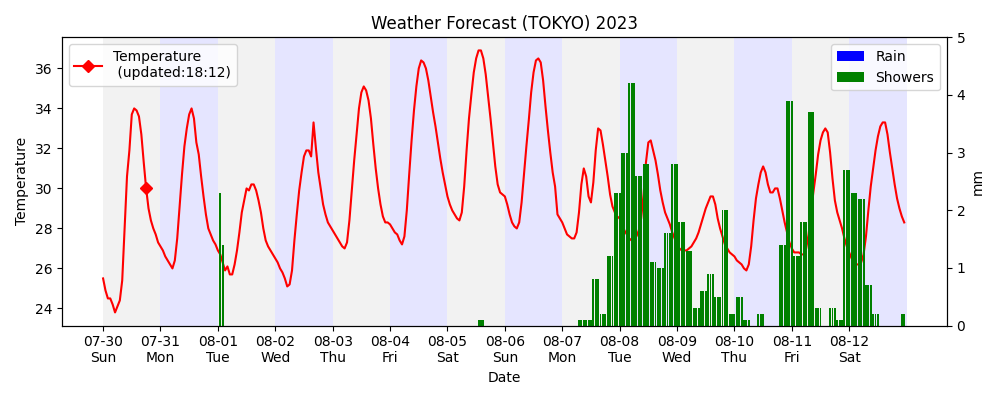 Weather Forecast (TOKYO) 2023
Temperature
(updated:18:12)
Rain
Showers
Temperature
36
34
32
30
28
26
24
5
4
3
2
1
0
mm
07-30 07-31 08-01 08-02 08-03 08-04 08-05 08-06 08-07 08-08 08-09 08-10 08-11 08-12
Sun Mon Tue Wed Thu Fri Sat Sun Mon Tue Wed Thu Fri Sat
Date